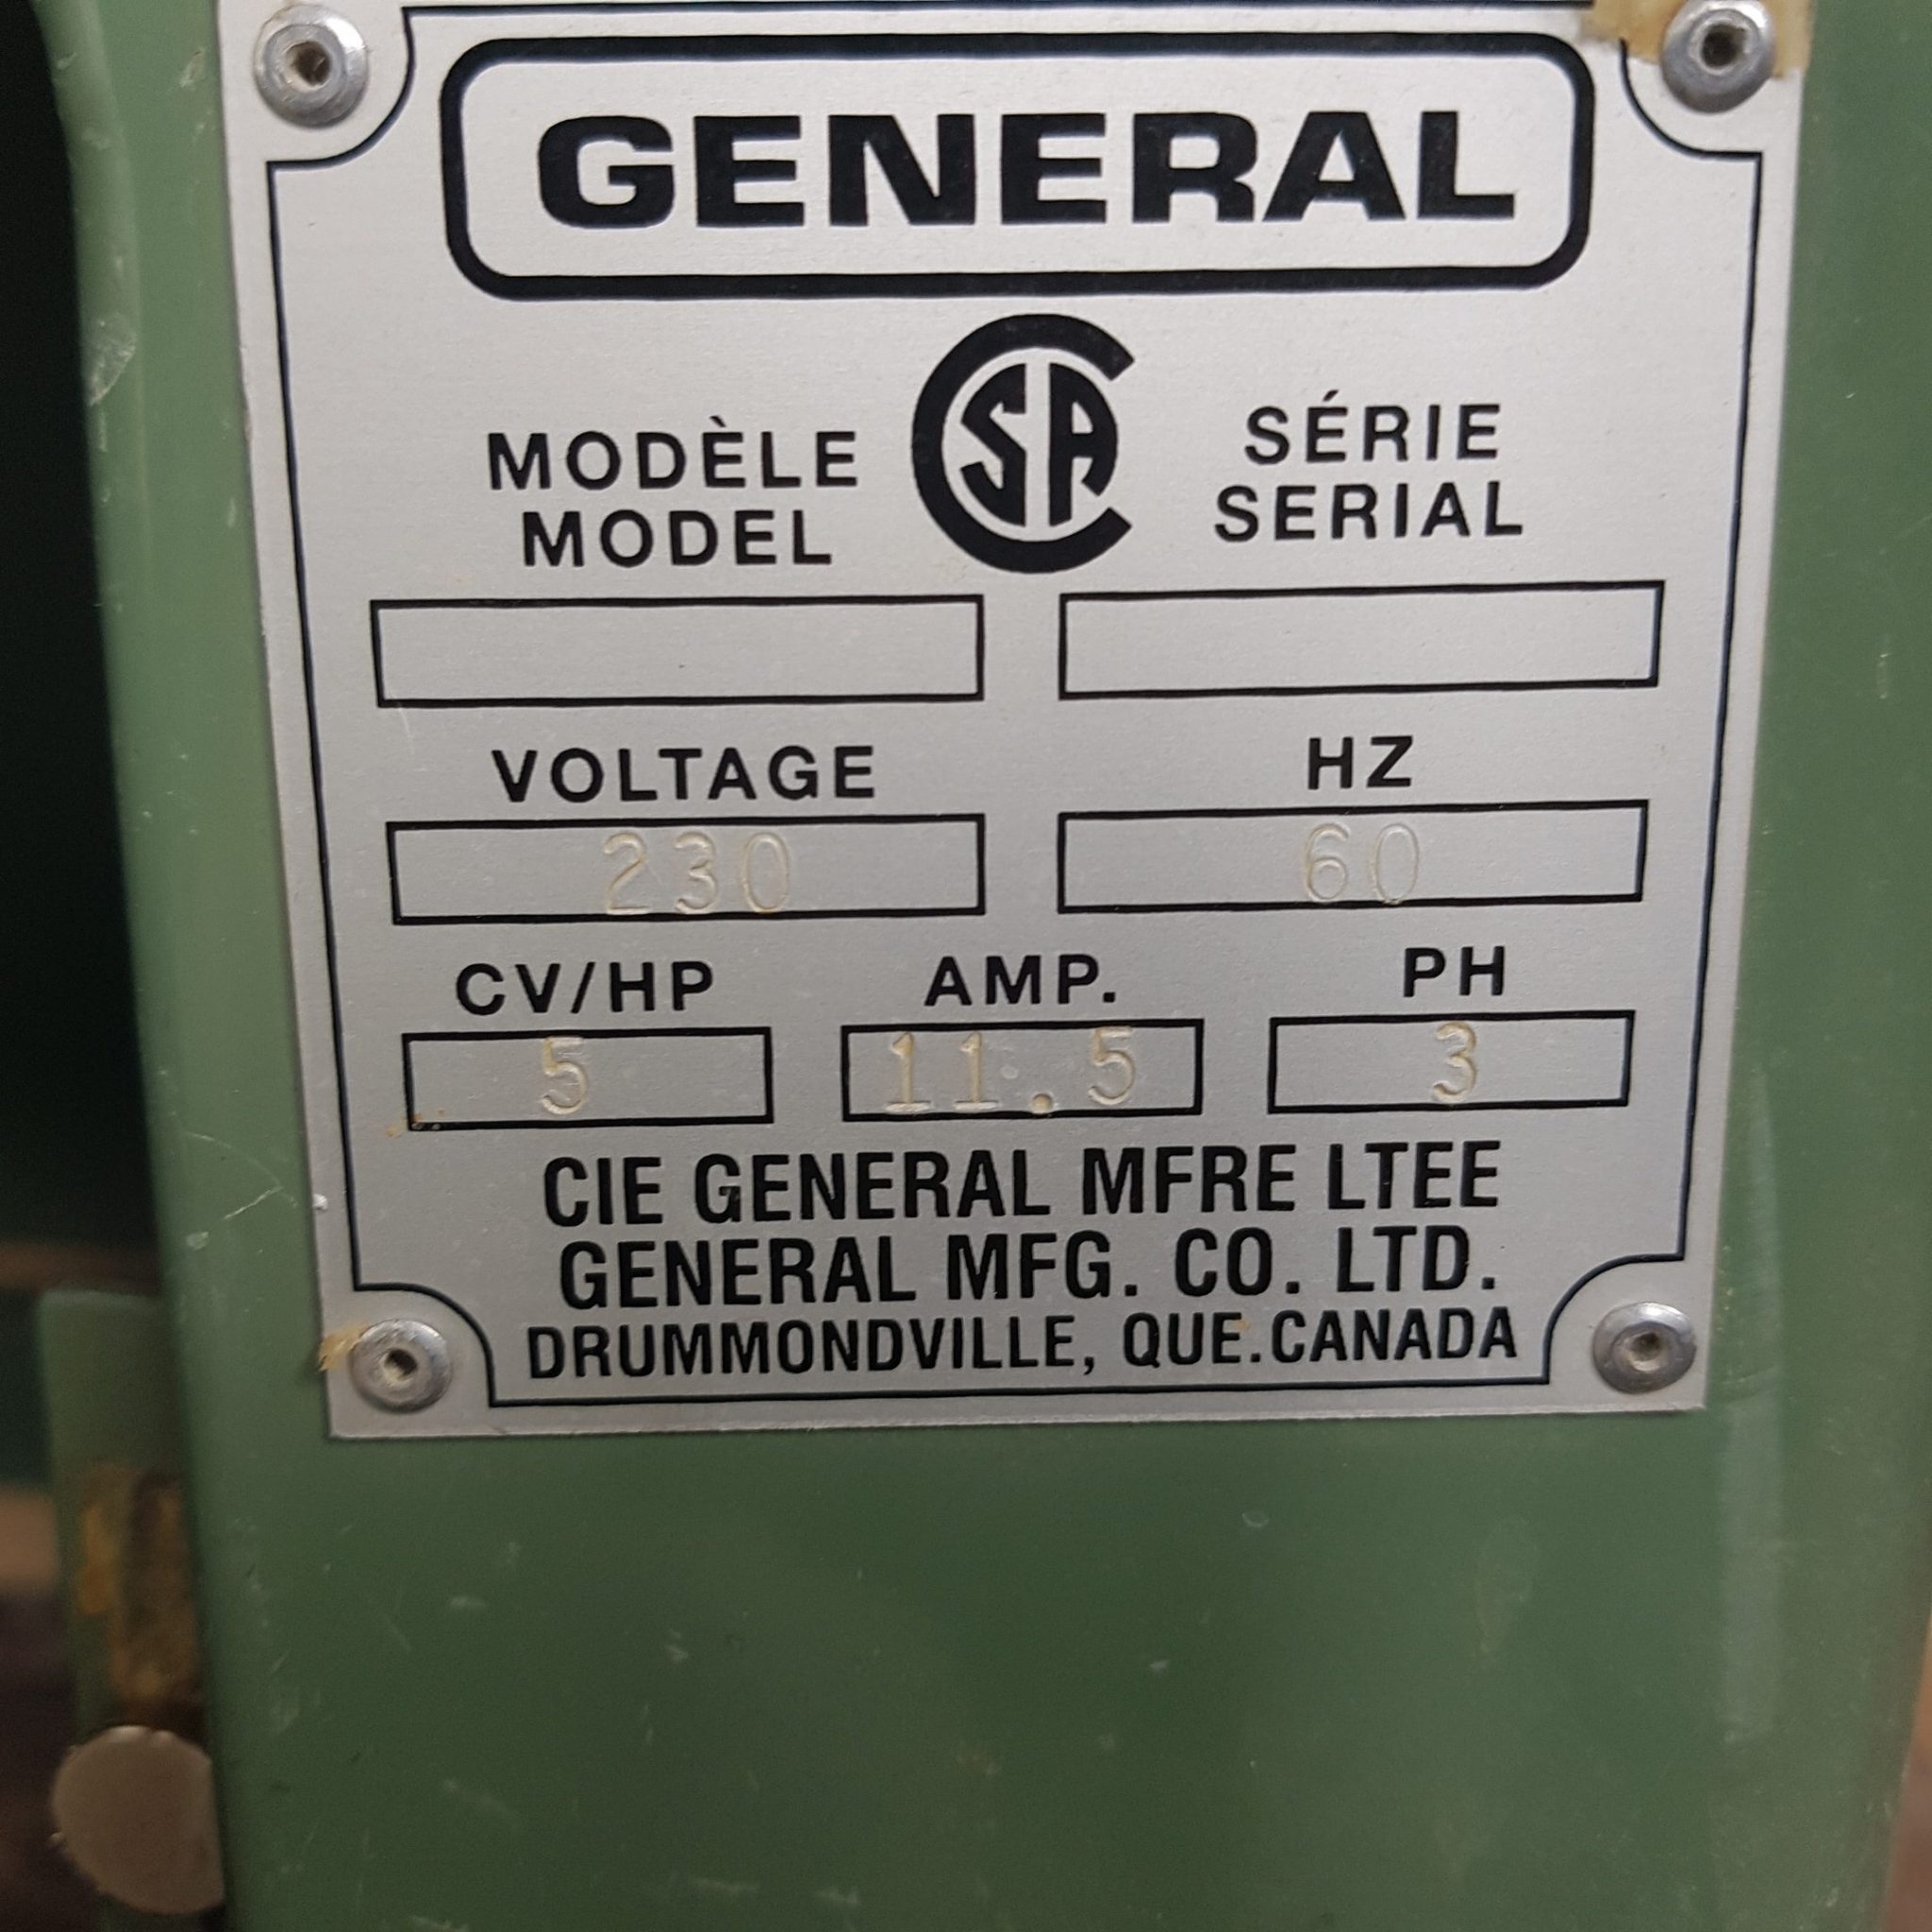 GENERAL
CSA
MODÈLE SÉRIE
MODEL SERIAL
VOLTAGE HZ
230 60
CV/HP AMP. PH
5 11.5 3
CIE GENERAL MFRE LTEE
GENERAL MFG. CO. LTD.
DRUMMONDVILLE, QUE.CANADA